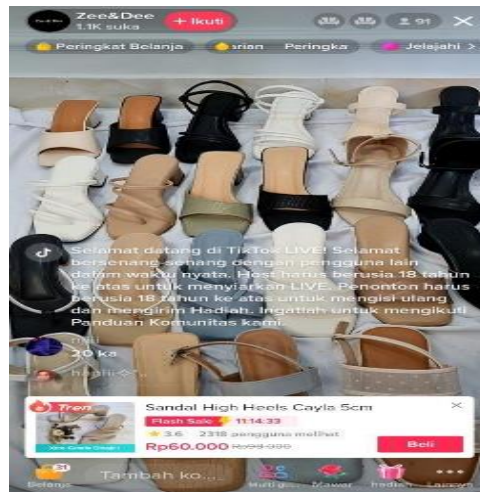 Zee&Dee
1.1K suka
+ Ikuti
91
Peringkat Belanja
Peringka
Jelajahi >
Selamat datang di TikTok LIVE! Selamat
bersenang-senang dengan pengguna lain
dalam waktu nyata. Host harus berusia 18 tahun
ke atas untuk menyiarkan LIVE. Penonton harus
berusia 18 tahun ke atas untuk mengisi ulang
dan mengirim Hadiah. Ingatlah untuk mengikuti
Panduan Komunitas kami.
20 ka
Tren
Sandal High Heels Cayla 5cm
Flash Sale 11:14:33
3.6 2318 pengguna melihat
Rp60.000
Beli
31
Belanja
Tambah ko...
Mawar
hadiah
Lainnya